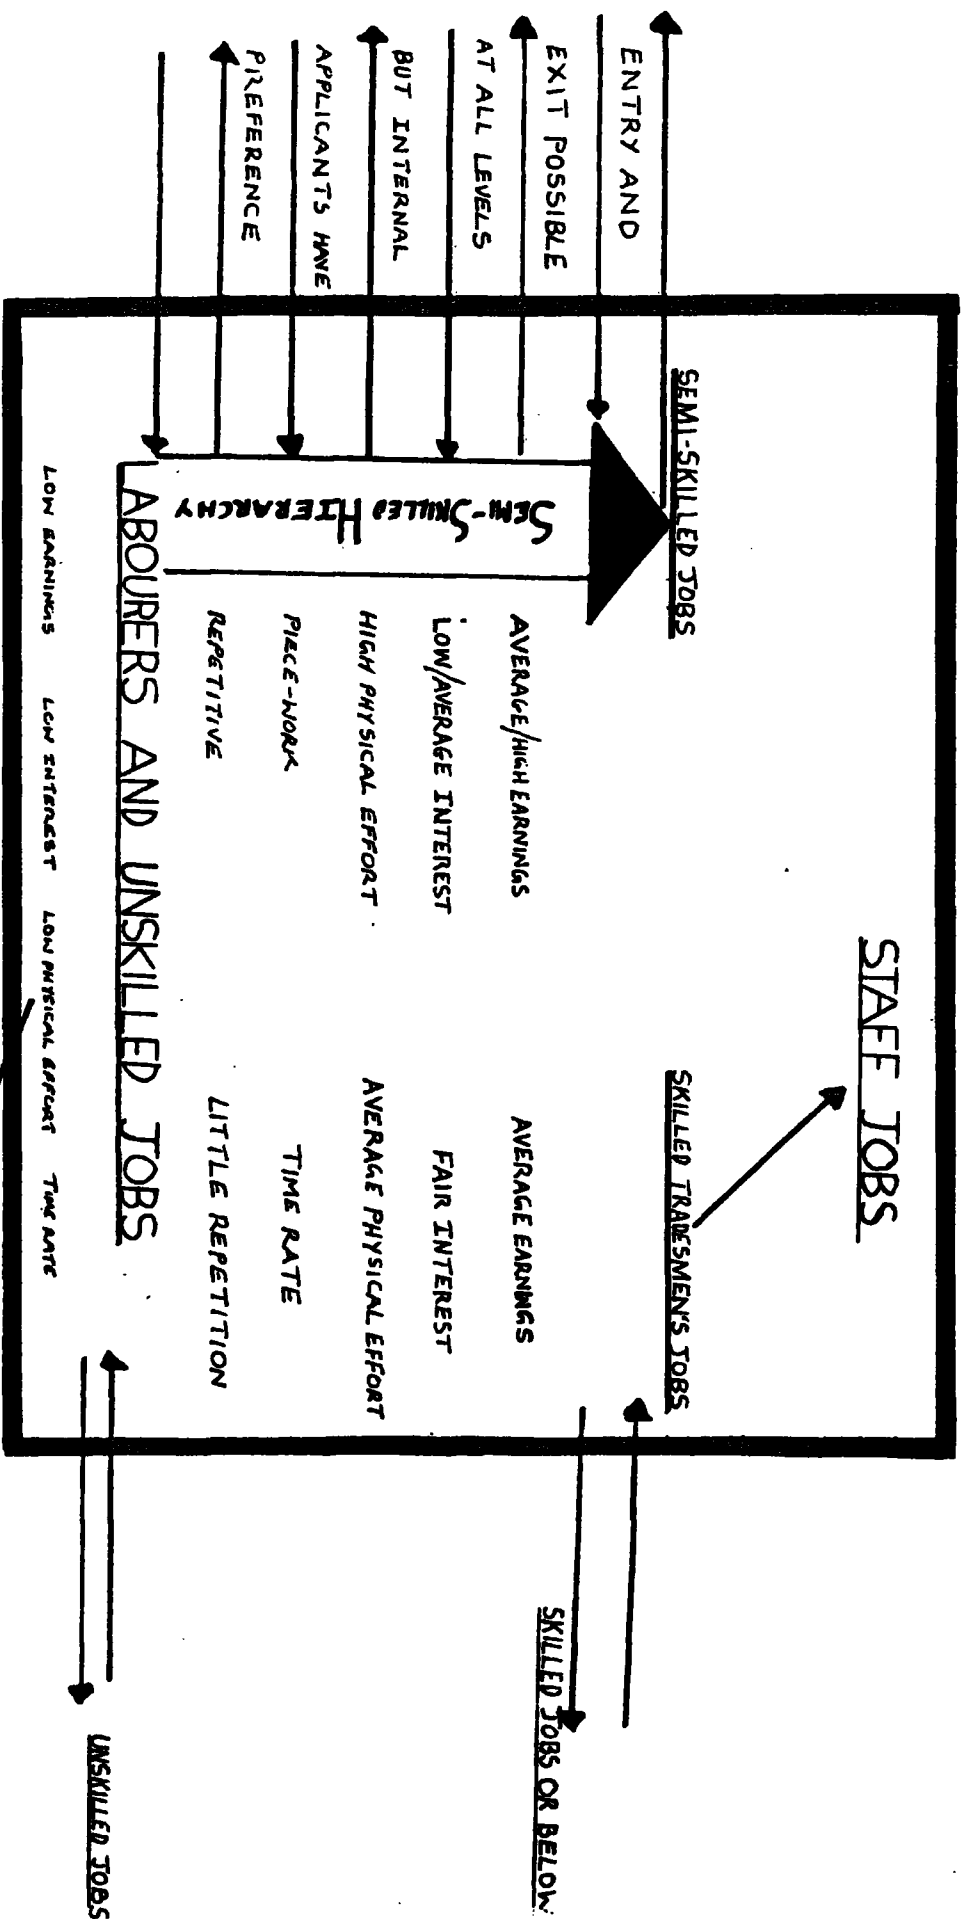 STAFF JOBS
SEMI-SKILLED JOBS
SKILLED TRADESMEN'S JOBS
ENTRY AND
EXIT POSSIBLE
AT ALL LEVELS
BUT INTERNAL
APPLICANTS HAVE
PREFERENCE
SEMI-SKILLED HIERARCHY
AVERAGE/HIGH EARNINGS
LOW/AVERAGE INTEREST
HIGH PHYSICAL EFFORT
PIECE-WORK
REPETITIVE
AVERAGE EARNINGS
FAIR INTEREST
AVERAGE PHYSICAL EFFORT
TIME RATE
LITTLE REPETITION
SKILLED JOBS OR BELOW
LABOURERS AND UNSKILLED JOBS
LOW EARNINGS LOW INTEREST LOW PHYSICAL EFFORT TIME RATE
UNSKILLED JOBS